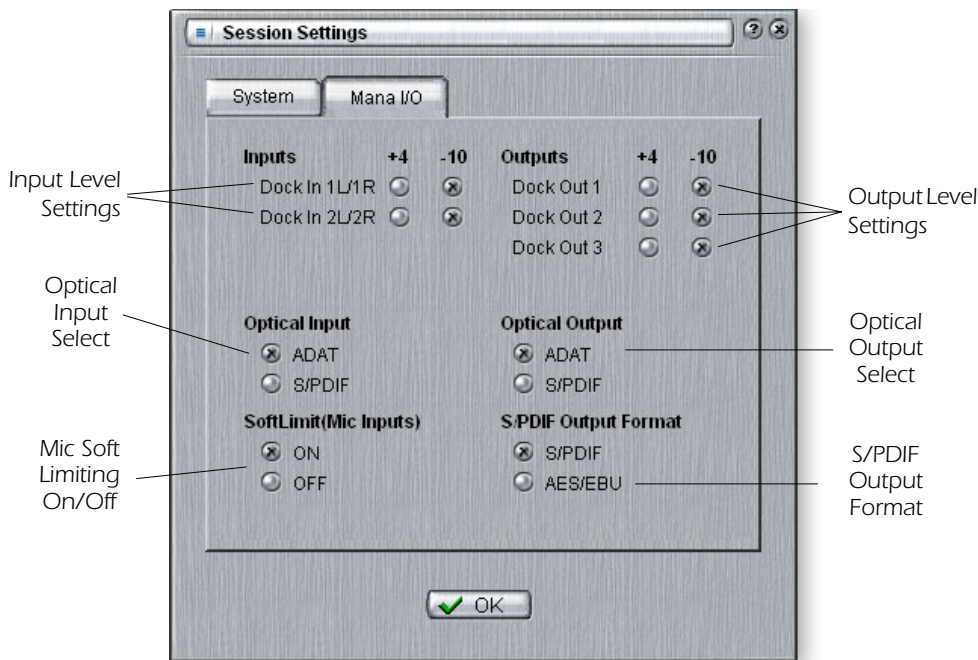 Session Settings
System
Mana I/O
Inputs +4 -10
Dock In 1L/1R
Dock In 2L/2R
Outputs +4 -10
Dock Out 1
Dock Out 2
Dock Out 3
Input Level
Settings
Output Level
Settings
Optical
Input
Select
Optical Input
ADAT
S/PDIF
Optical Output
ADAT
S/PDIF
Optical
Output
Select
Mic Soft
Limiting
On/Off
SoftLimit(Mic Inputs)
ON
OFF
S/PDIF Output Format
S/PDIF
AES/EBU
S/PDIF
Output
Format
OK